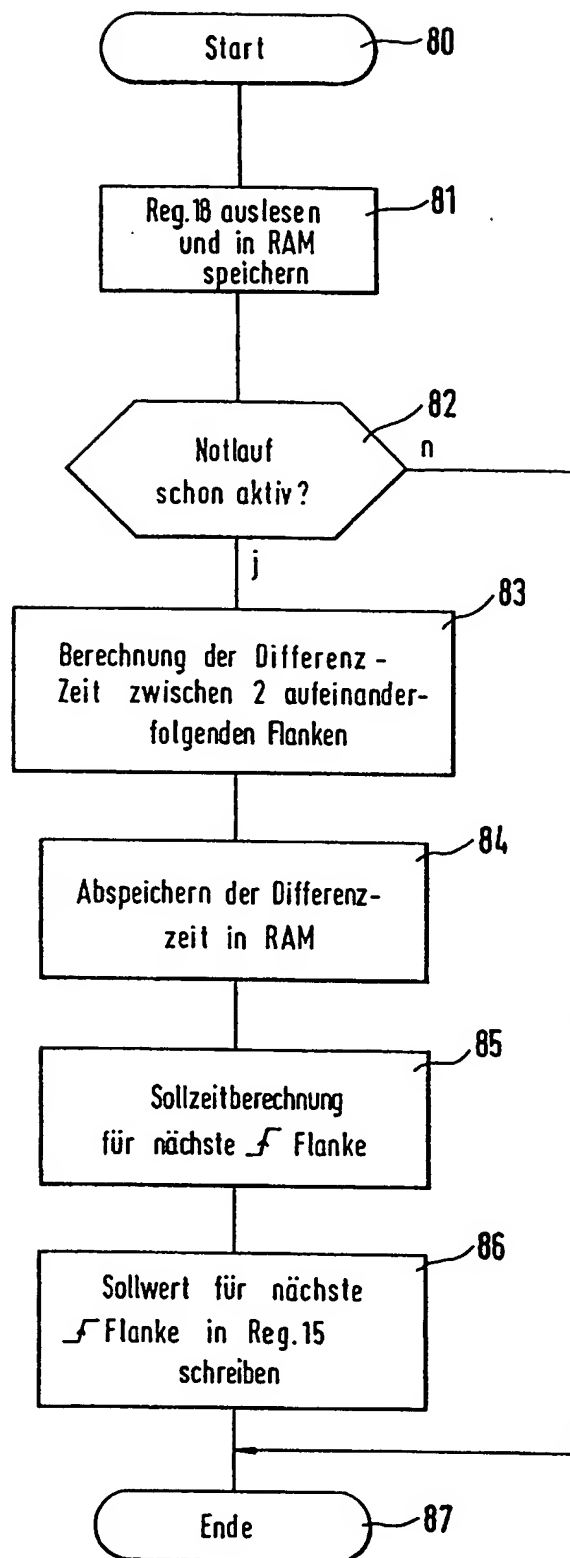 Start
80
Reg.18 auslesen
und in RAM
speichern
81
Notlauf
schon aktiv?
82
n
j
83
Berechnung der Differenz-
Zeit zwischen 2 aufeinander-
folgenden Flanken
84
Abspeichern der Differenz-
zeit in RAM
85
Sollzeitberechnung
für nächste Flanke
86
Sollwert für nächste
Flanke in Reg.15
schreiben
Ende
87